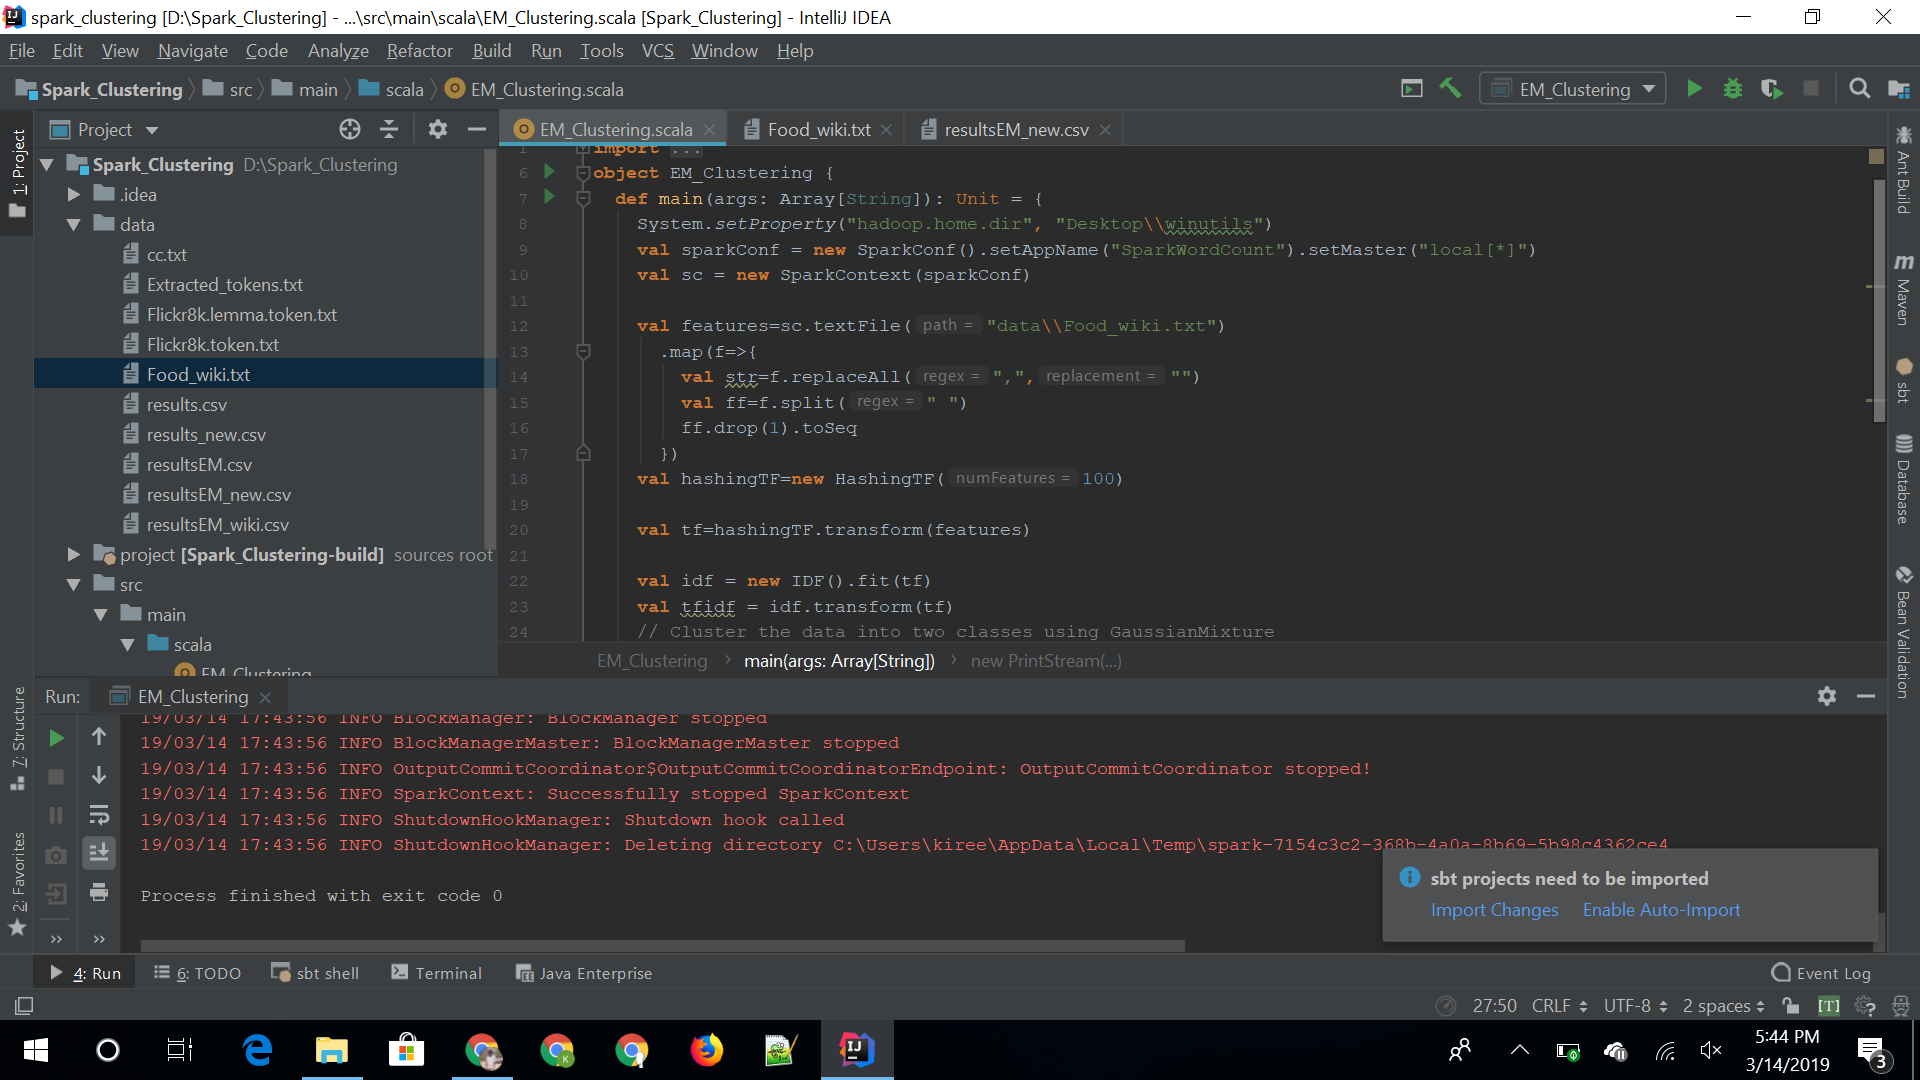 spark_clustering [D:\Spark_Clustering] - ...\src\main\scala\EM_Clustering.scala [Spark_Clustering] - IntelliJ IDEA
File Edit View Navigate Code Analyze Refactor Build Run Tools VCS Window Help
Spark_Clustering src main scala EM_Clustering.scala
EM_Clustering
Project
EM_Clustering.scala Food_wiki.txt resultsEM_new.csv
1: Project
7: Structure
2: Favorites
Spark_Clustering D:\Spark_Clustering
.idea
data
cc.txt
Extracted_tokens.txt
Flickr8k.lemma.token.txt
Flickr8k.token.txt
Food_wiki.txt
results.csv
results_new.csv
resultsEM.csv
resultsEM_new.csv
resultsEM_wiki.csv
project [Spark_Clustering-build] sources root
src
main
scala
EM_Clustering
1 import ...
6 object EM_Clustering {
7 def main(args: Array[String]): Unit = {
8 System.setProperty("hadoop.home.dir", "Desktop\\winutils")
9 val sparkConf = new SparkConf().setAppName("SparkWordCount").setMaster("local[*]")
10 val sc = new SparkContext(sparkConf)
11
12 val features=sc.textFile( path = "data\\Food_wiki.txt")
13 .map(f=>{
14 val str=f.replaceAll( regex = ",", replacement = "")
15 val ff=f.split( regex = " ")
16 ff.drop(1).toSeq
17 })
18 val hashingTF=new HashingTF( numFeatures = 100)
19
20 val tf=hashingTF.transform(features)
21
22 val idf = new IDF().fit(tf)
23 val tfidf = idf.transform(tf)
24 // Cluster the data into two classes using GaussianMixture
EM_Clustering › main(args: Array[String]) › new PrintStream(...)
Ant Build
m Maven
sbt
Database
Bean Validation
Run: EM_Clustering
19/03/14 17:43:56 INFO BlockManager: BlockManager stopped
19/03/14 17:43:56 INFO BlockManagerMaster: BlockManagerMaster stopped
19/03/14 17:43:56 INFO OutputCommitCoordinator$OutputCommitCoordinatorEndpoint: OutputCommitCoordinator stopped!
19/03/14 17:43:56 INFO SparkContext: Successfully stopped SparkContext
19/03/14 17:43:56 INFO ShutdownHookManager: Shutdown hook called
19/03/14 17:43:56 INFO ShutdownHookManager: Deleting directory C:\Users\kiree\AppData\Local\Temp\spark-7154c3c2-368b-4a0a-8b69-5b98c4362ce4
Process finished with exit code 0
sbt projects need to be imported
Import Changes Enable Auto-Import
4: Run 6: TODO sbt shell Terminal Java Enterprise Event Log
27:50 CRLF UTF-8 2 spaces [T]
5:44 PM
3/14/2019
3